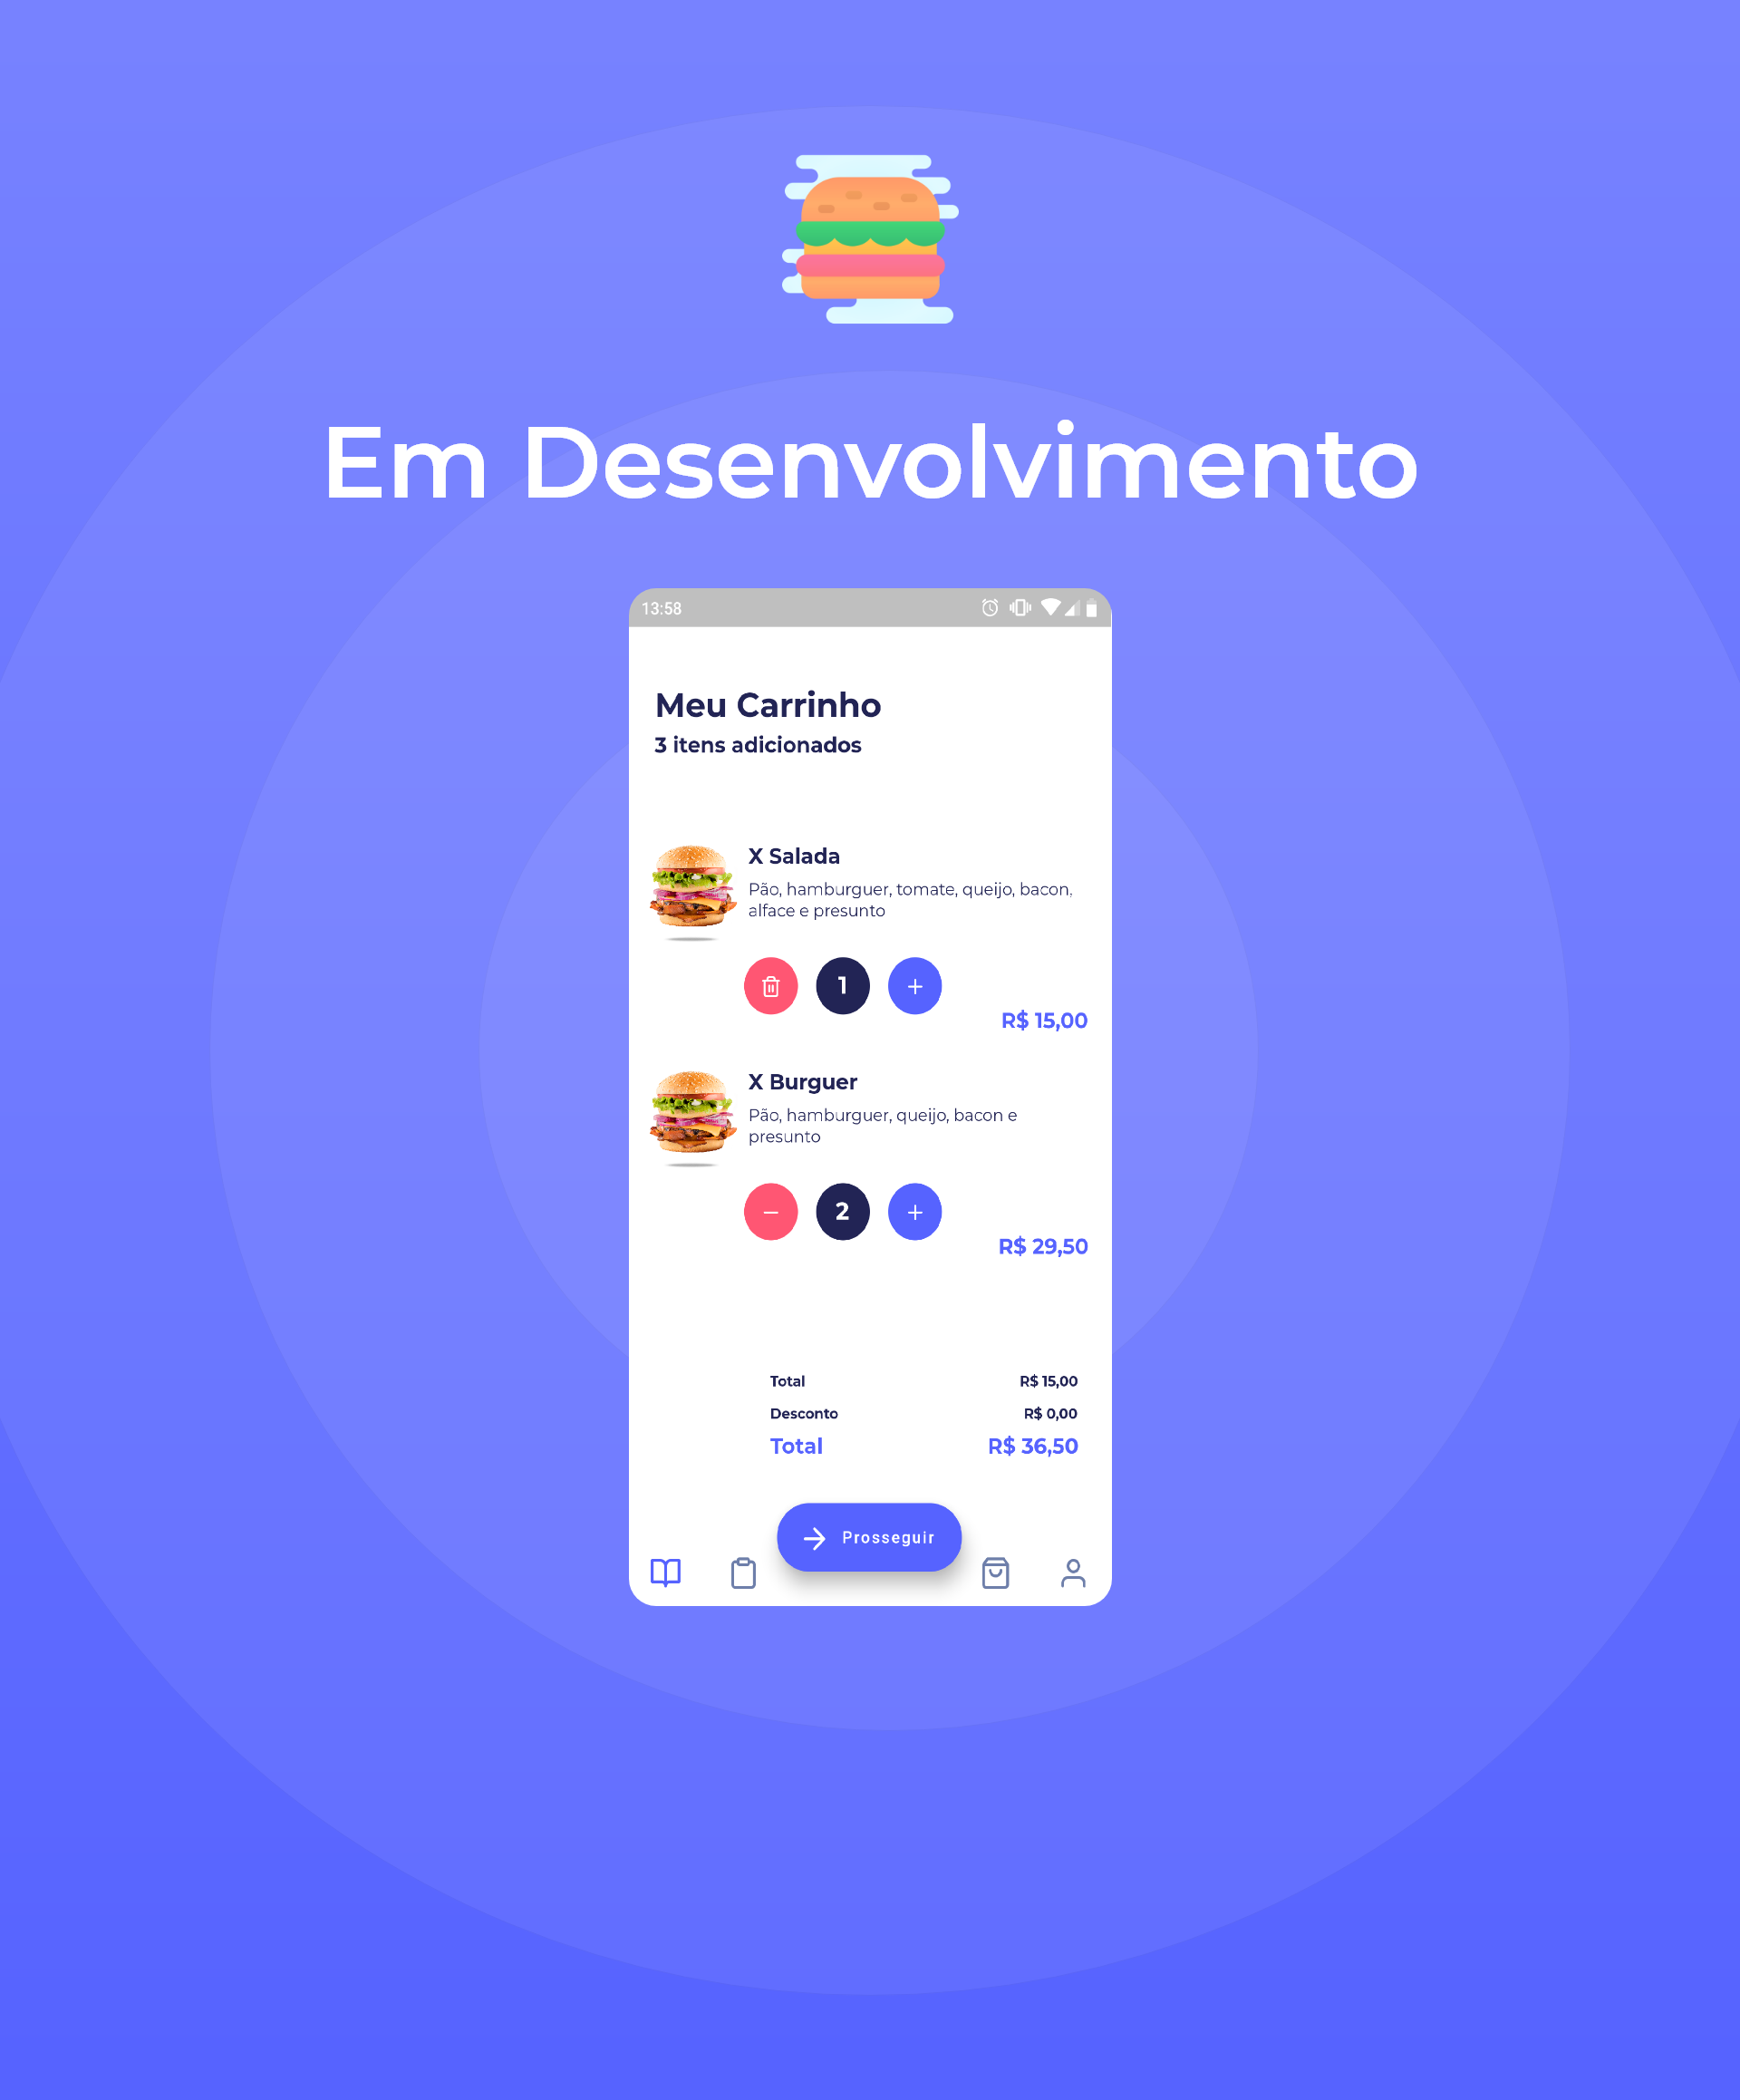 Em Desenvolvimento
13:58
Meu Carrinho
3 itens adicionados
X Salada
Pão, hamburguer, tomate, queijo, bacon,
alface e presunto
1
R$ 15,00
X Burguer
Pão, hamburguer, queijo, bacon e
presunto
2
R$ 29,50
Total R$ 15,00
Desconto R$ 0,00
Total R$ 36,50
Prosseguir